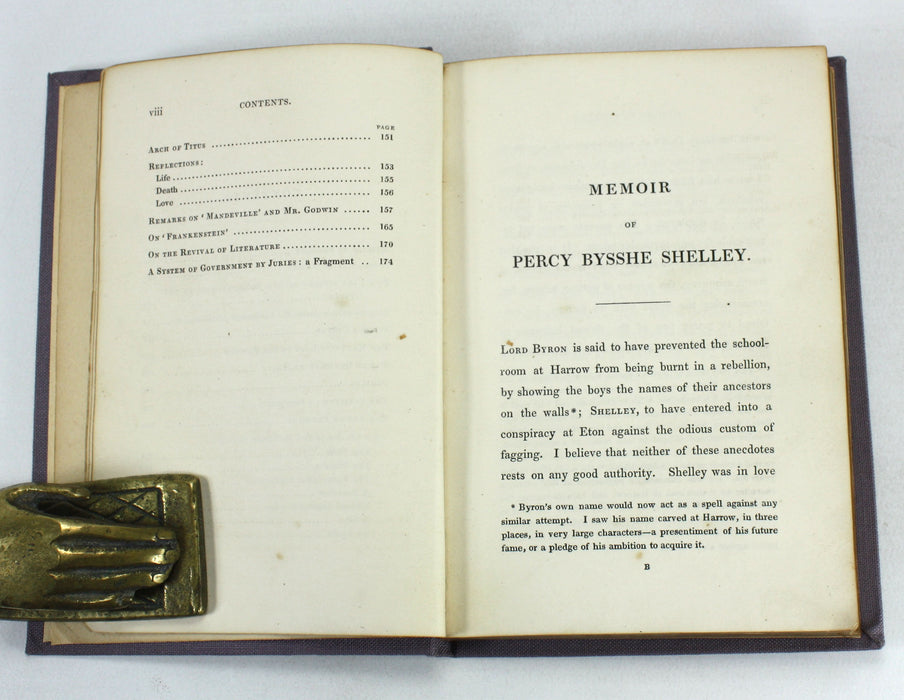 viii CONTENTS.
PAGE
ARCH OF TITUS ........................................ 151
REFLECTIONS:
Life .................................................. 153
Death ................................................ 155
Love ................................................. 156
REMARKS ON ‘MANDEVILLE’ AND MR. GODWIN ...... 157
ON ‘FRANKENSTEIN’ .................................. 165
ON THE REVIVAL OF LITERATURE ...................... 170
A SYSTEM OF GOVERNMENT BY JURIES: a Fragment .. 174
MEMOIR
OF
PERCY BYSSHE SHELLEY.
LORD BYRON is said to have prevented the school-
room at Harrow from being burnt in a rebellion,
by showing the boys the names of their ancestors
on the walls*; SHELLEY, to have entered into a
conspiracy at Eton against the odious custom of
fagging. I believe that neither of these anecdotes
rests on any good authority. Shelley was in love
* Byron's own name would now act as a spell against any
similar attempt. I saw his name carved at Harrow, in three
places, in very large characters—a presentiment of his future
fame, or a pledge of his ambition to acquire it.
B